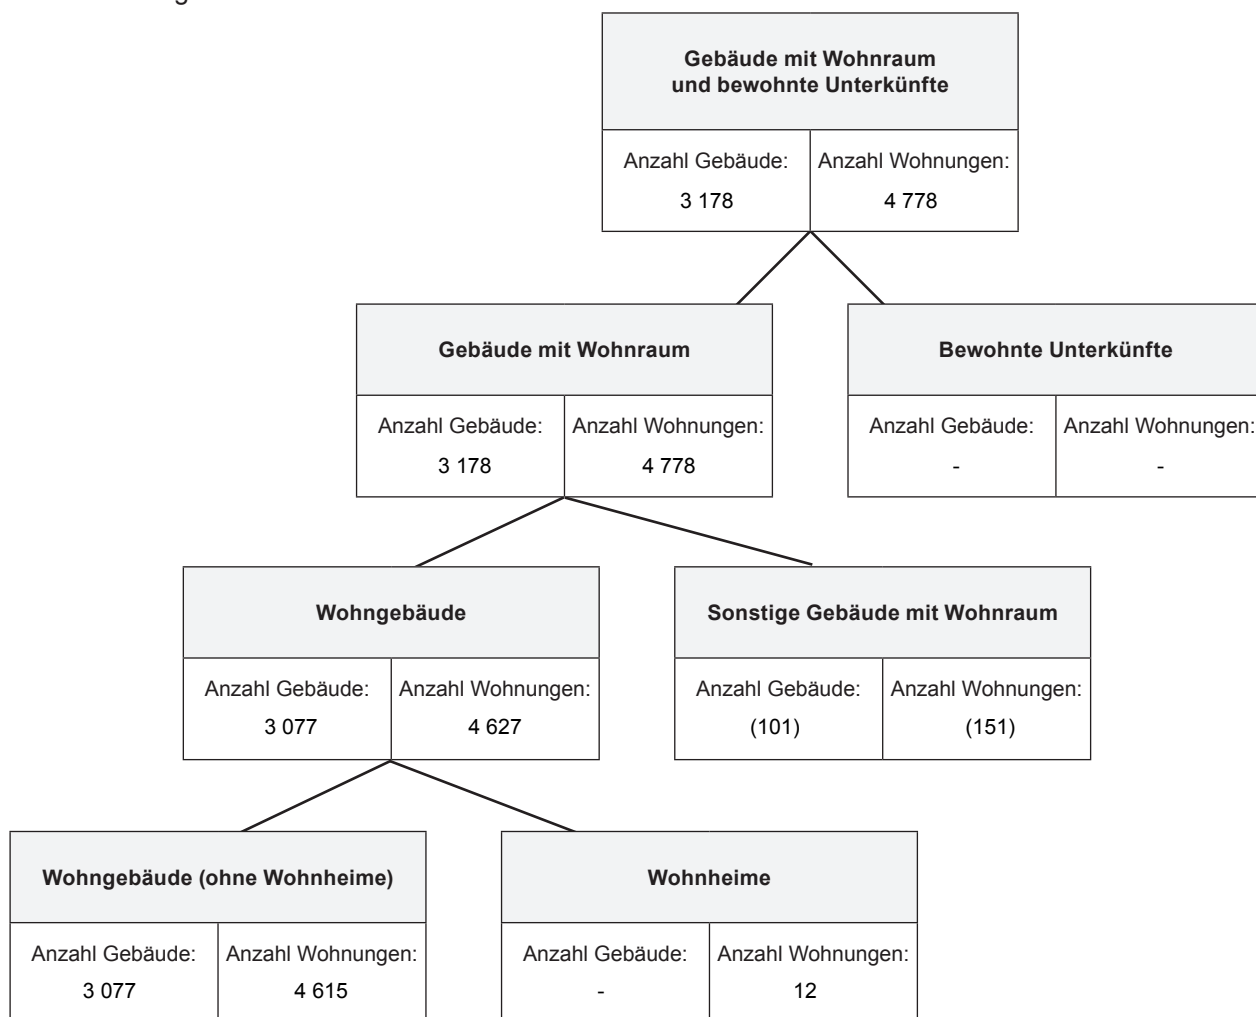 Gebäude mit Wohnraum
und bewohnte Unterkünfte
Anzahl Gebäude: Anzahl Wohnungen:
3 178 4 778
Gebäude mit Wohnraum
Anzahl Gebäude: Anzahl Wohnungen:
3 178 4 778
Bewohnte Unterkünfte
Anzahl Gebäude: Anzahl Wohnungen:
- -
Wohngebäude
Anzahl Gebäude: Anzahl Wohnungen:
3 077 4 627
Sonstige Gebäude mit Wohnraum
Anzahl Gebäude: Anzahl Wohnungen:
(101) (151)
Wohngebäude (ohne Wohnheime)
Anzahl Gebäude: Anzahl Wohnungen:
3 077 4 615
Wohnheime
Anzahl Gebäude: Anzahl Wohnungen:
- 12